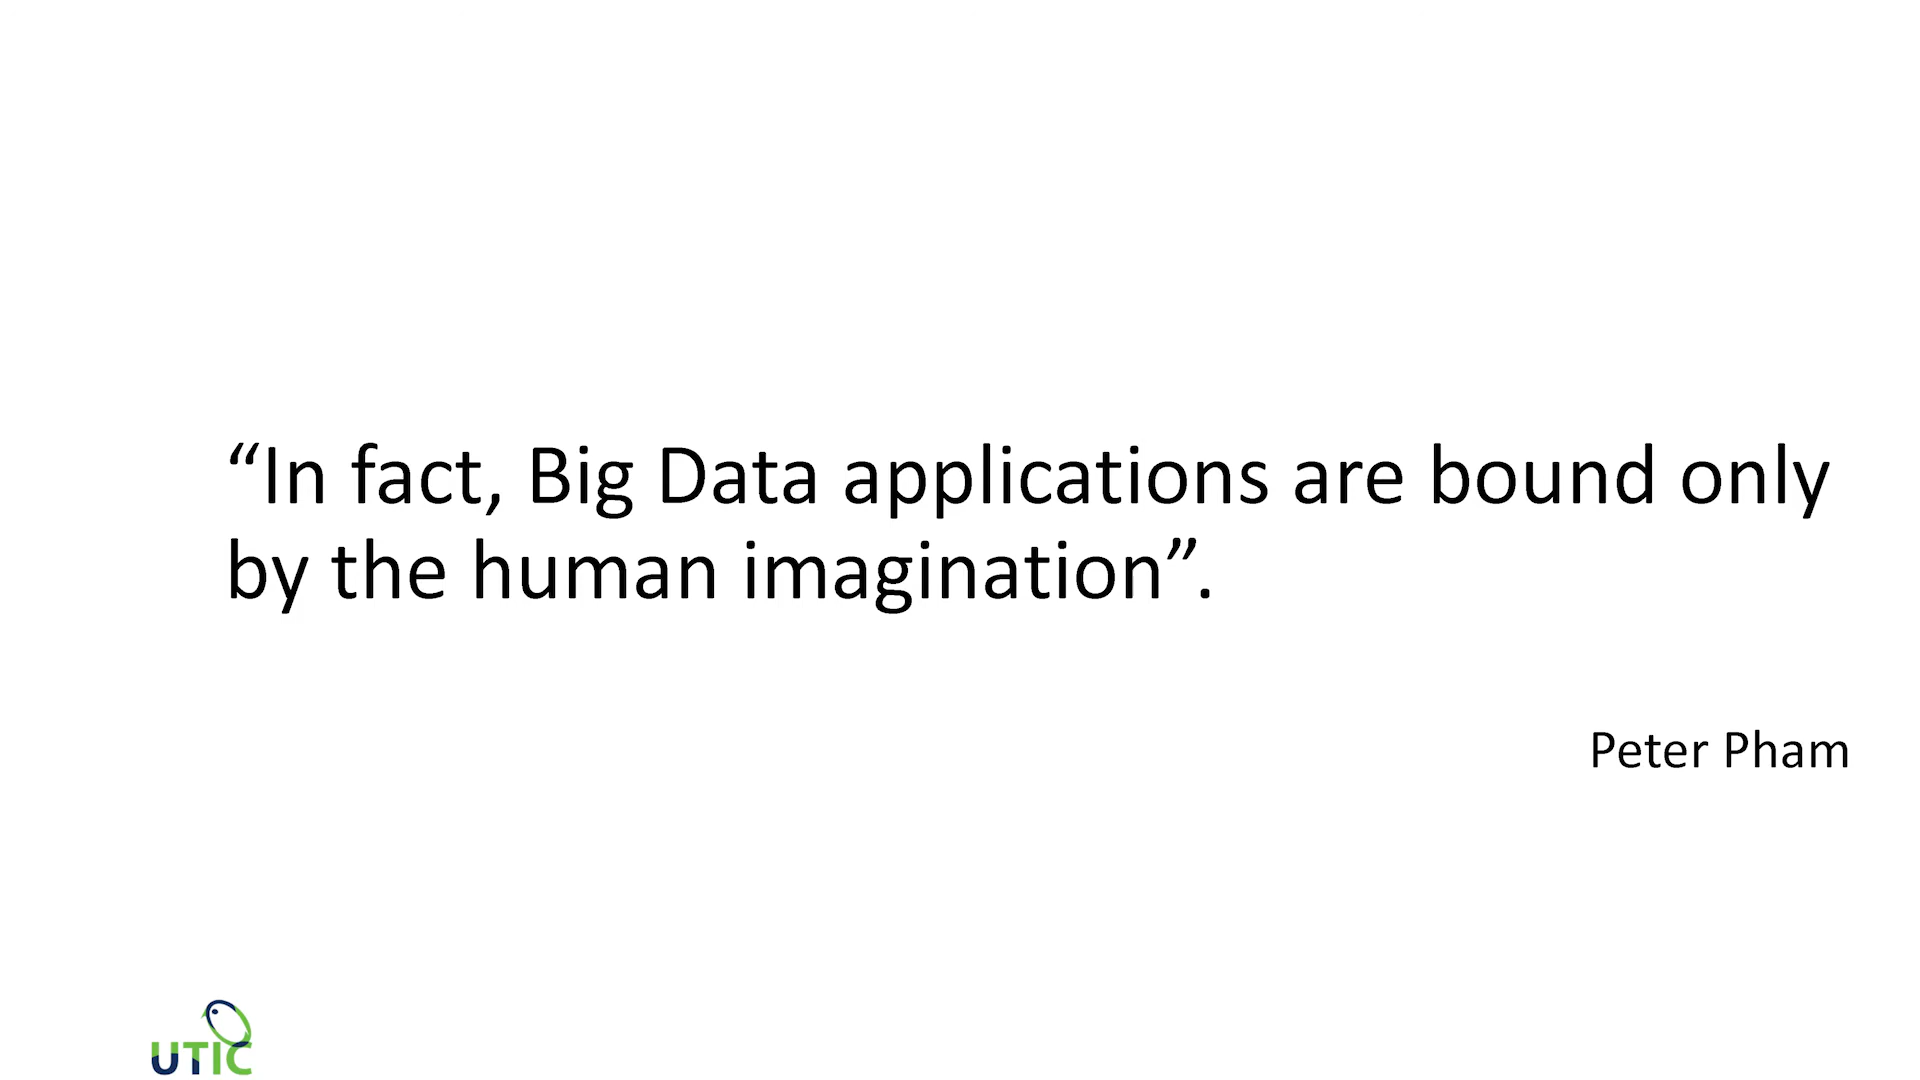 “In fact, Big Data applications are bound only
by the human imagination”.
Peter Pham
UTIC